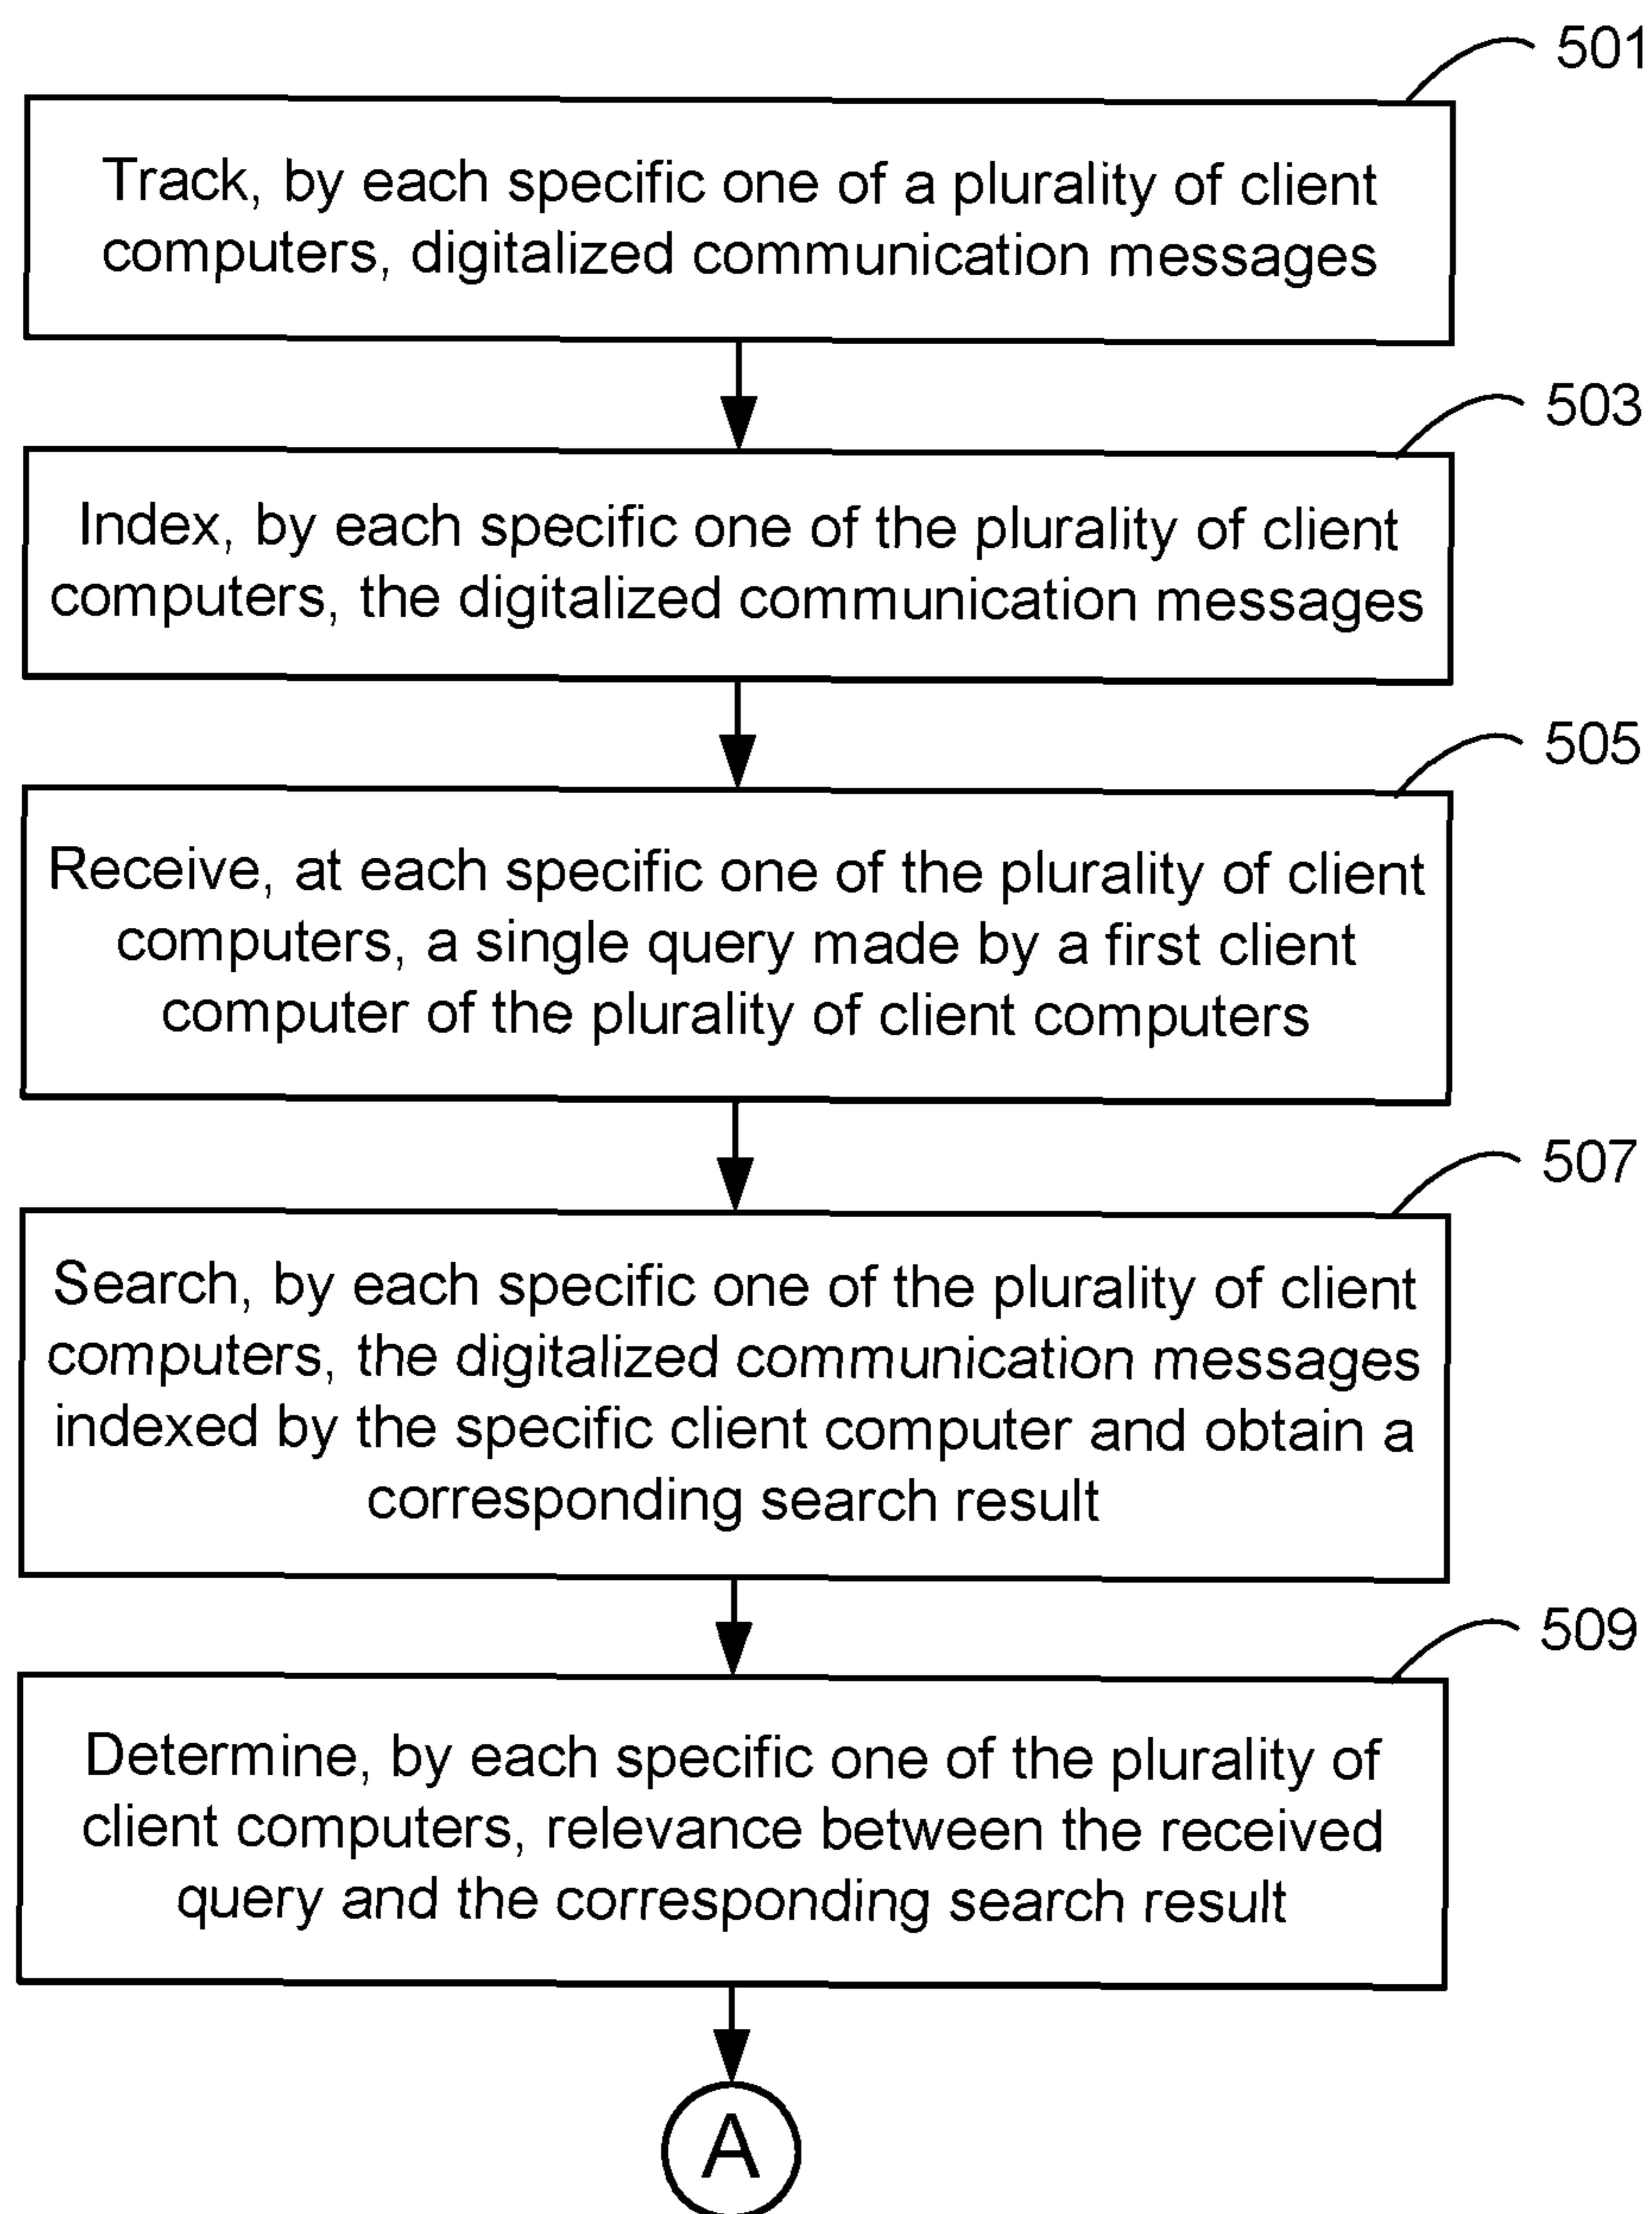 501
Track, by each specific one of a plurality of client
computers, digitalized communication messages
503
Index, by each specific one of the plurality of client
computers, the digitalized communication messages
505
Receive, at each specific one of the plurality of client
computers, a single query made by a first client
computer of the plurality of client computers
507
Search, by each specific one of the plurality of client
computers, the digitalized communication messages
indexed by the specific client computer and obtain a
corresponding search result
509
Determine, by each specific one of the plurality of
client computers, relevance between the received
query and the corresponding search result
A